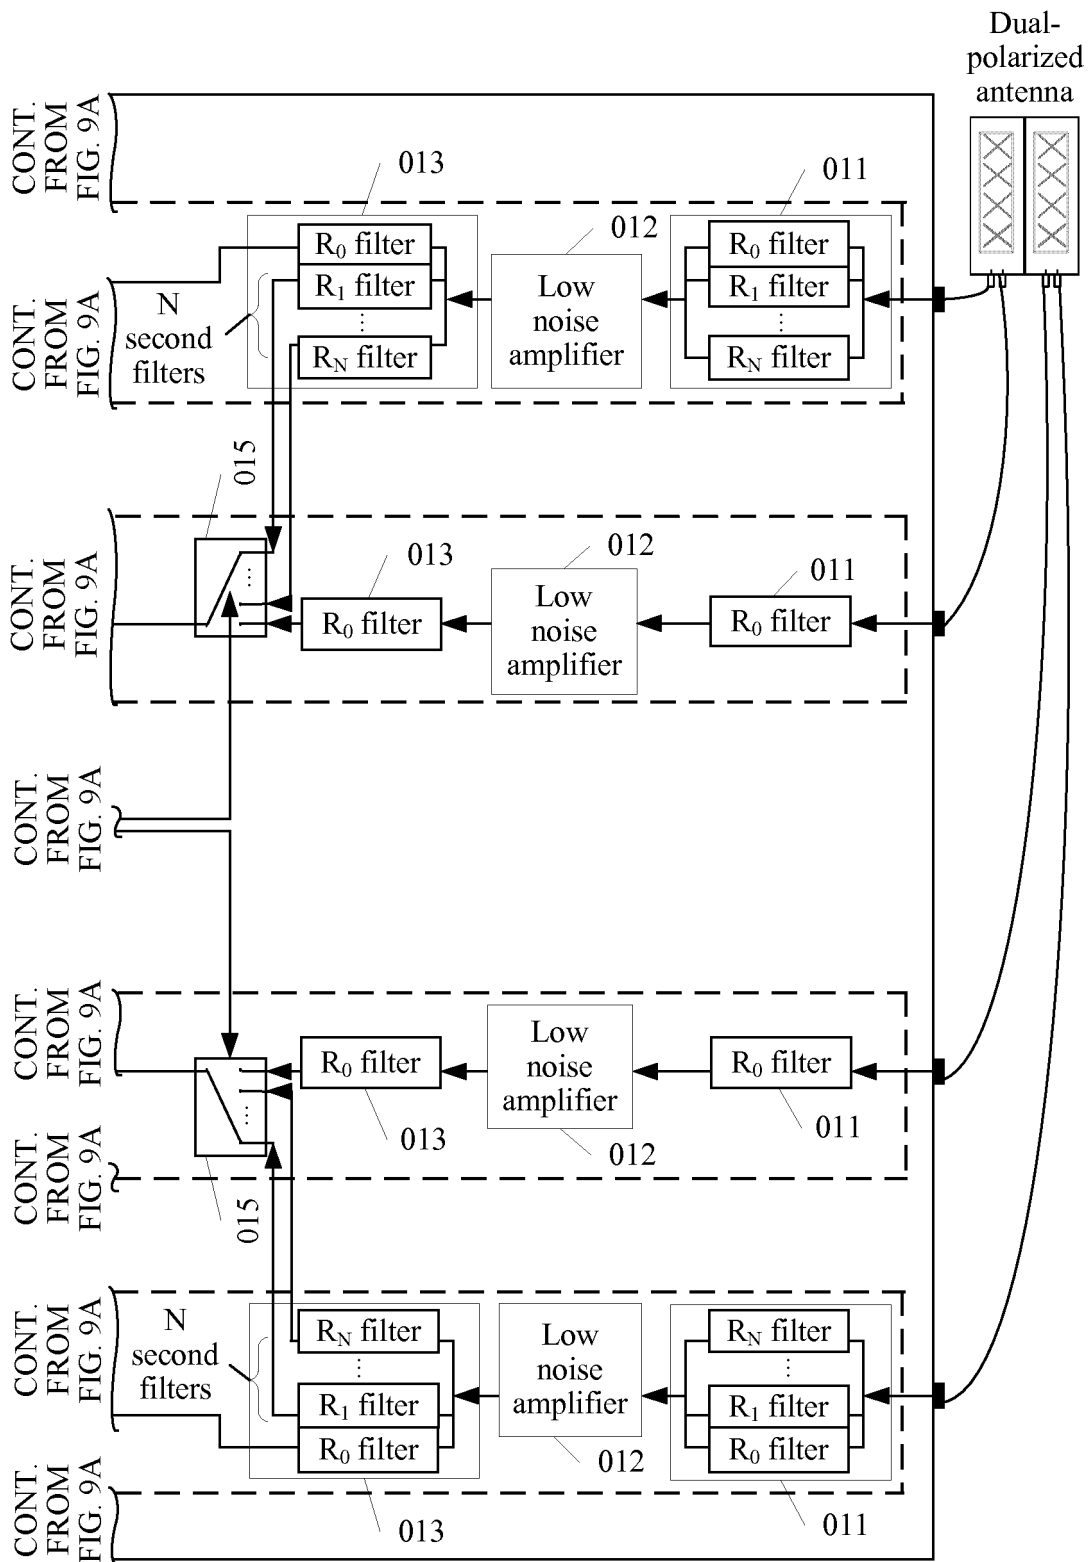 Dual-
polarized
antenna
CONT.
FROM
FIG. 9A
013
011
012
R0 filter
R1 filter
⋮
RN filter
Low
noise
amplifier
R0 filter
R1 filter
⋮
RN filter
CONT.
FROM
FIG. 9A
N
second
filters
015
CONT.
FROM
FIG. 9A
013
012
011
⋮
R0 filter
Low
noise
amplifier
R0 filter
CONT.
FROM
FIG. 9A
CONT.
FROM
FIG. 9A
R0 filter
Low
noise
amplifier
R0 filter
⋮
013
012
011
CONT.
FROM
FIG. 9A
015
CONT.
FROM
FIG. 9A
N
second
filters
RN filter
⋮
R1 filter
R0 filter
Low
noise
amplifier
RN filter
⋮
R1 filter
R0 filter
012
013
011
CONT.
FROM
FIG. 9A